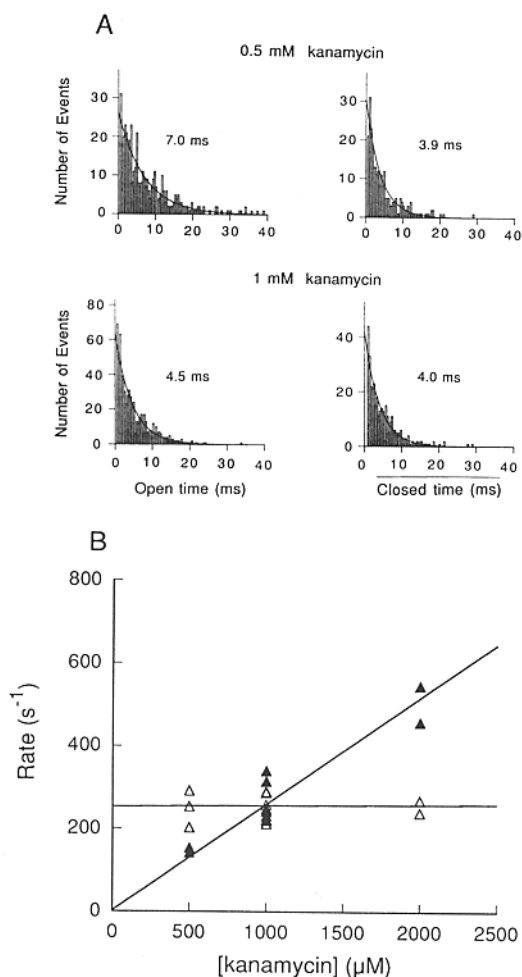 A
0.5 mM kanamycin
Number of Events
30
20
10
0
7.0 ms
0 10 20 30 40
30
20
10
0
3.9 ms
0 10 20 30 40
1 mM kanamycin
Number of Events
80
60
40
20
0
4.5 ms
0 10 20 30 40
Open time (ms)
40
20
0
4.0 ms
0 10 20 30 40
Closed time (ms)
B
Rate (s⁻¹)
800
600
400
200
0
0 500 1000 1500 2000 2500
[kanamycin] (µM)